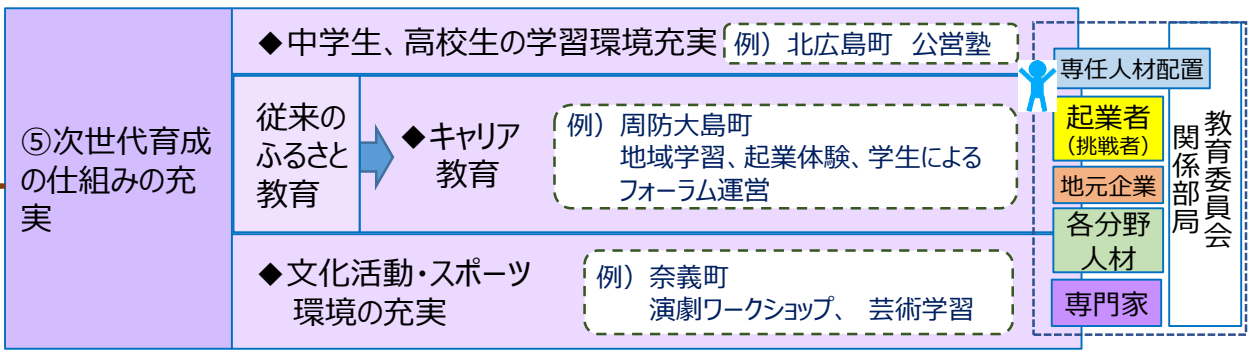 ⑤次世代育成
の仕組みの充
実
◆中学生、高校生の学習環境充実
例）北広島町　公営塾
従来の
ふるさと
教育
◆キャリア
教育
例）周防大島町
地域学習、起業体験、学生による
フォーラム運営
◆文化活動・スポーツ
環境の充実
例）奈義町
演劇ワークショップ、　芸術学習
専任人材配置
起業者
（挑戦者）
地元企業
各分野
人材
専門家
教育委員会
関係部局